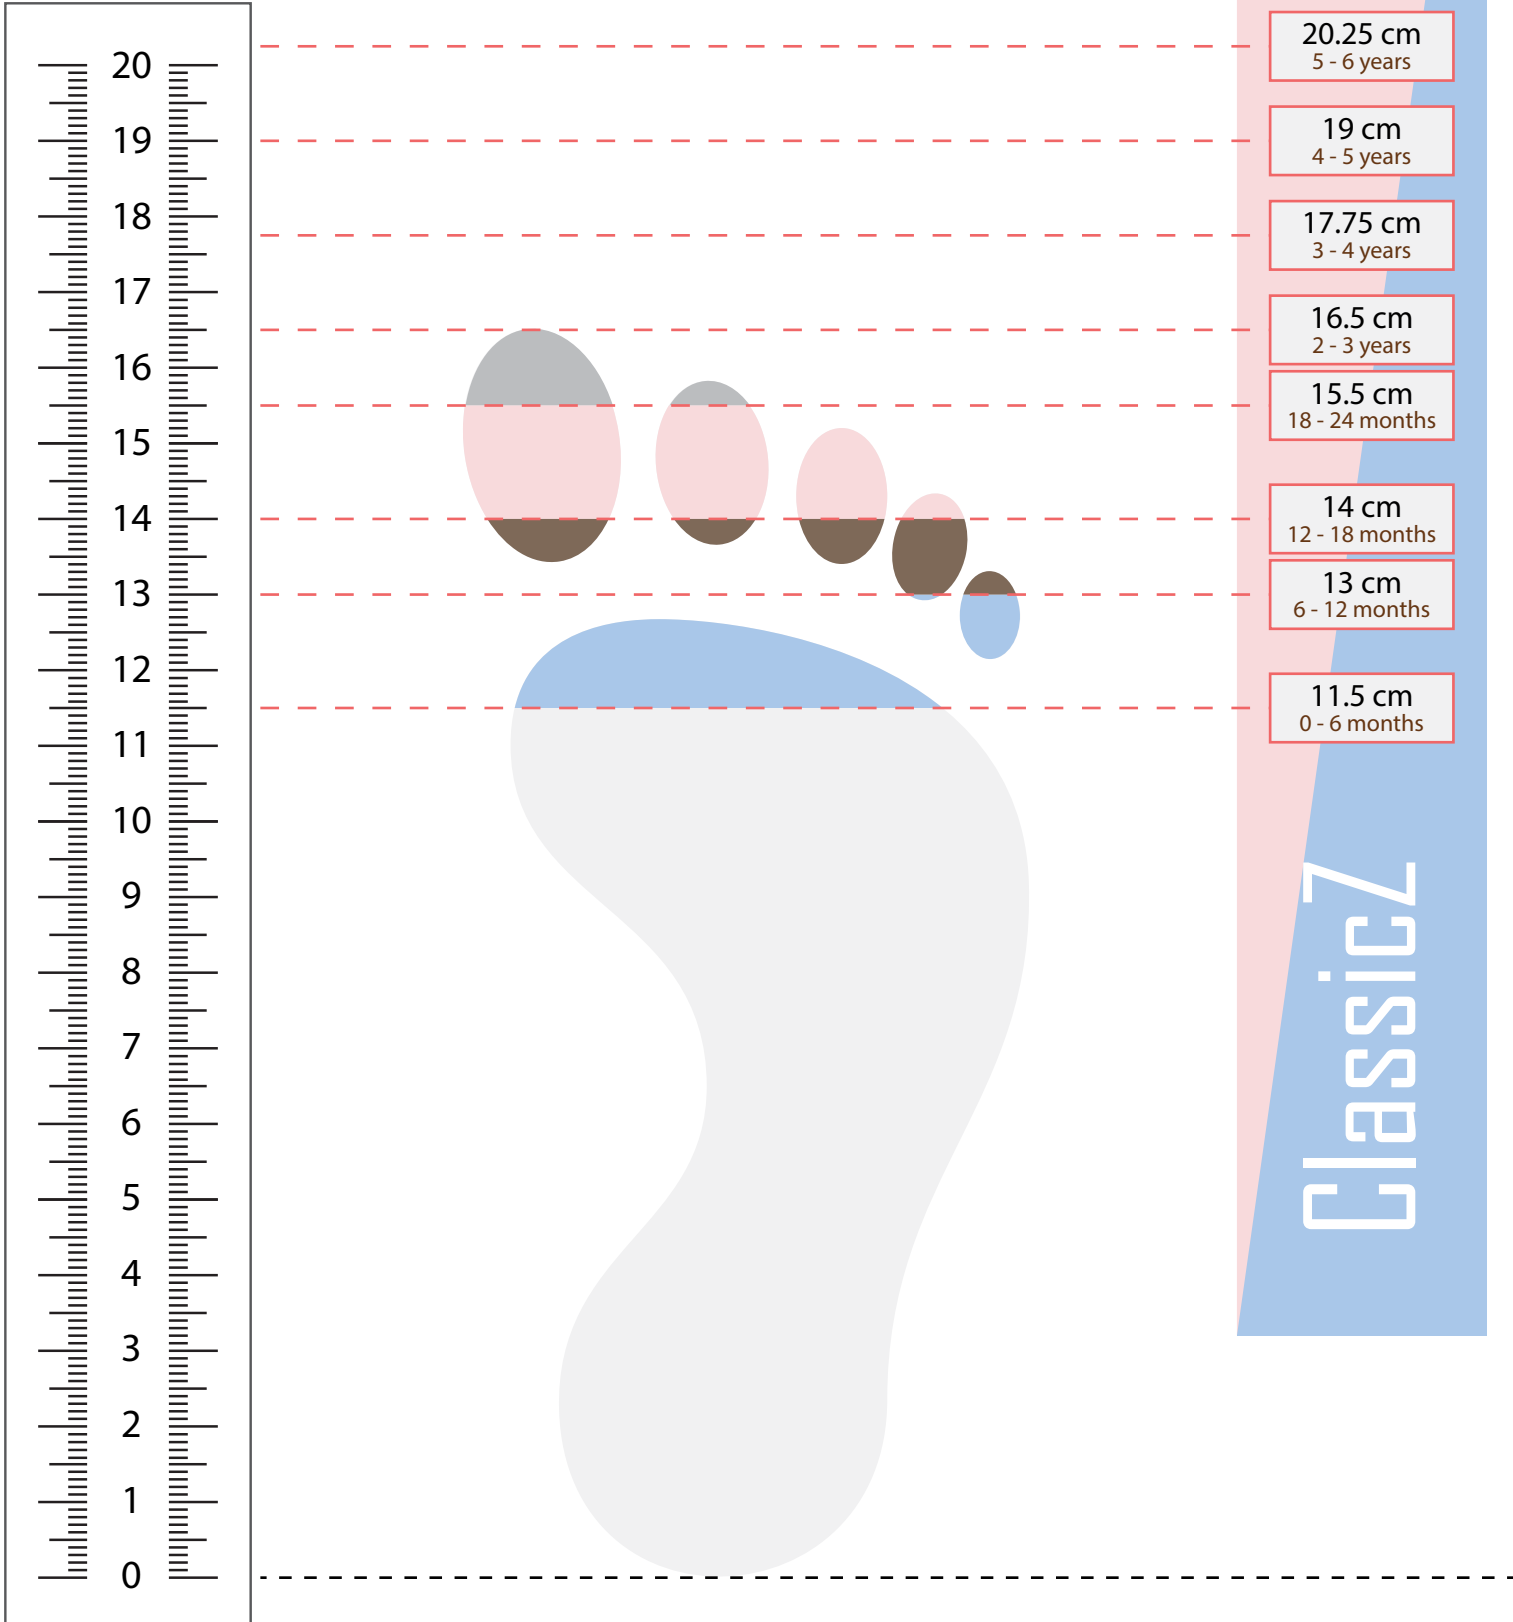 20
19
18
17
16
15
14
13
12
11
10
9
8
7
6
5
4
3
2
1
0
20.25 cm
5 - 6 years
19 cm
4 - 5 years
17.75 cm
3 - 4 years
16.5 cm
2 - 3 years
15.5 cm
18 - 24 months
14 cm
12 - 18 months
13 cm
6 - 12 months
11.5 cm
0 - 6 months
ClassicZ